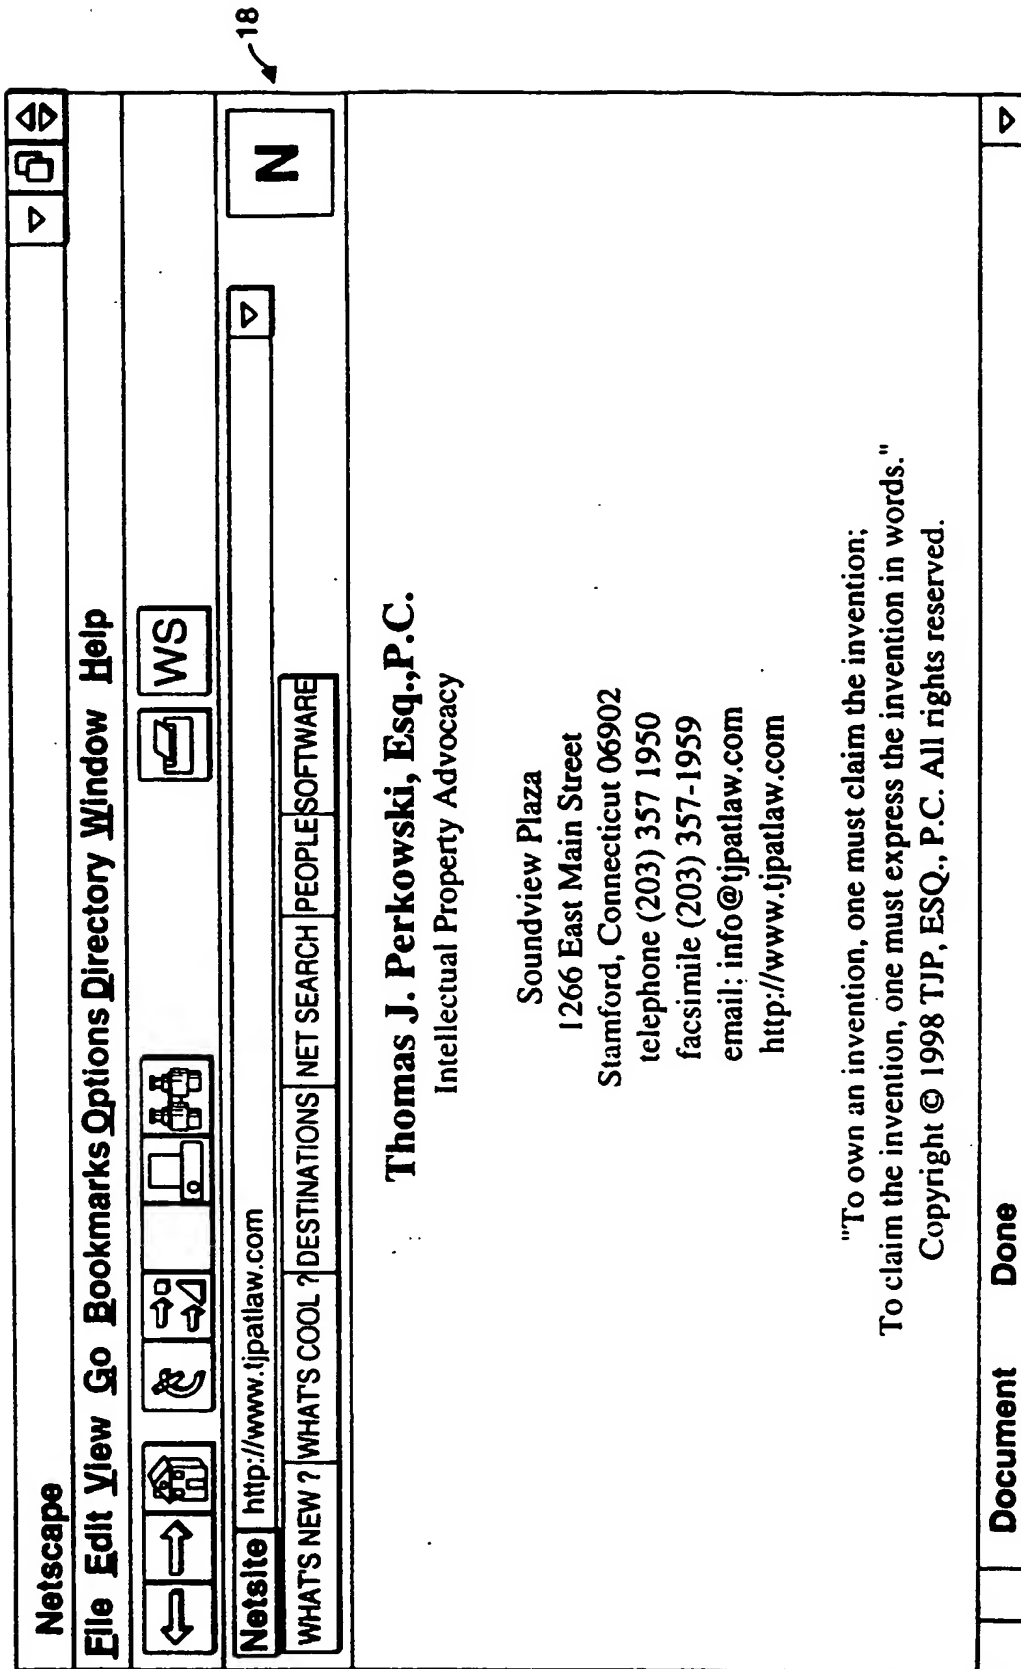 18
Netscape
File Edit View Go Bookmarks Options Directory Window Help
WS
Netsite http://www.tjpatlaw.com
N
WHAT'S NEW ? WHAT'S COOL ? DESTINATIONS NET SEARCH PEOPLE SOFTWARE
Thomas J. Perkowski, Esq.,P.C.
Intellectual Property Advocacy
Soundview Plaza
1266 East Main Street
Stamford, Connecticut 06902
telephone (203) 357 1950
facsimile (203) 357-1959
email: info@tjpatlaw.com
http://www.tjpatlaw.com
"To own an invention, one must claim the invention;
To claim the invention, one must express the invention in words."
Copyright © 1998 TJP, ESQ., P.C. All rights reserved.
Document Done